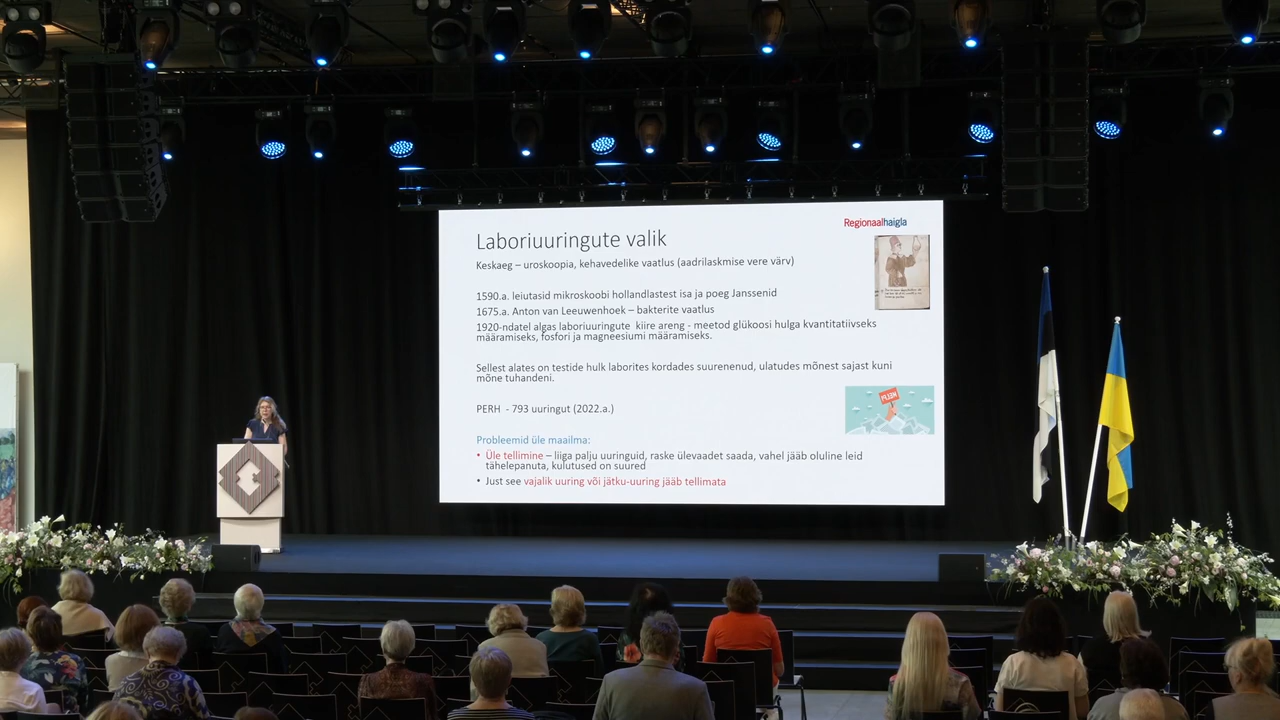 Regionaalhaigla
Laboriuuringute valik
Keskaeg – uroskoopia, kehavedelike vaatlus (aadrilaskmise vere värv)
1590.a. leiutasid mikroskoobi hollandlastest isa ja poeg Janssenid
1675.a. Anton van Leeuwenhoek – bakterite vaatlus
1920-ndatel algas laboriuuringute kiire areng - meetod glükoosi hulga kvantitatiivseks
määramiseks, fosfori ja magneesiumi määramiseks.
Sellest alates on testide hulk laborites kordades suurenenud, ulatudes mõnest sajast kuni
mõne tuhandeni.
HELP!
PERH - 793 uuringut (2022.a.)
Probleemid üle maailma:
• Üle tellimine – liiga palju uuringuid, raske ülevaadet saada, vahel jääb oluline leid
tähelepanuta, kulutused on suured
• Just see vajalik uuring või jätku-uuring jääb tellimata